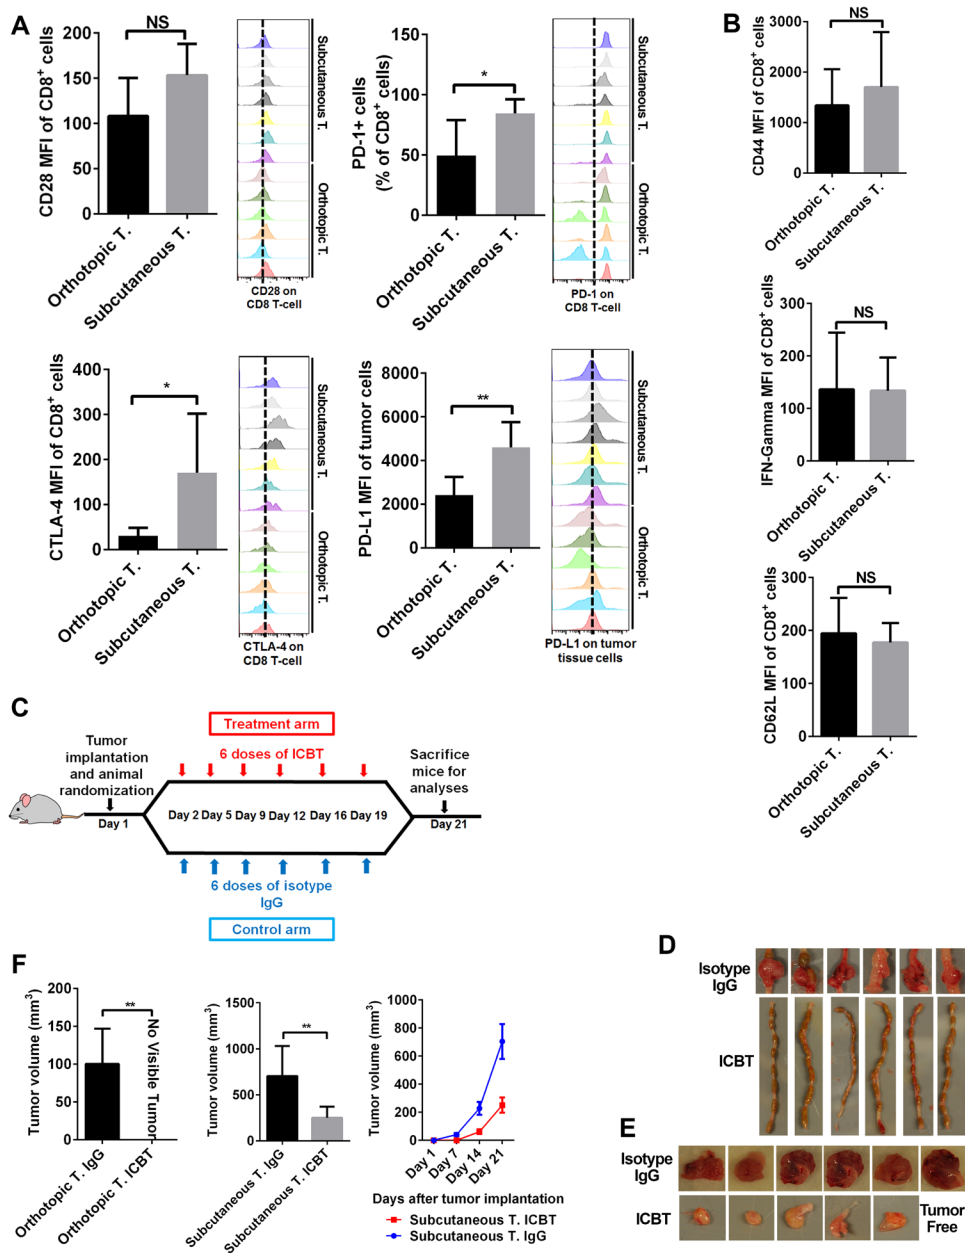 A
CD28 MFI of CD8+ cells
200
150
100
50
0
NS
Orthotopic T.
Subcutaneous T.
Subcutaneous T.
Orthotopic T.
CD28 on
CD8 T-cell
PD-1+ cells
(% of CD8+ cells)
150
100
50
0
*
Orthotopic T.
Subcutaneous T.
Subcutaneous T.
Orthotopic T.
PD-1 on
CD8 T-cell
CTLA-4 MFI of CD8+ cells
400
300
200
100
0
*
Orthotopic T.
Subcutaneous T.
Subcutaneous T.
Orthotopic T.
CTLA-4 on
CD8 T-cell
PD-L1 MFI of tumor cells
8000
6000
4000
2000
0
**
Orthotopic T.
Subcutaneous T.
Subcutaneous T.
Orthotopic T.
PD-L1 on tumor
tissue cells
B
CD44 MFI of CD8+ cells
3000
2000
1000
0
NS
Orthotopic T.
Subcutaneous T.
IFN-Gamma MFI of CD8+ cells
300
200
100
0
NS
Orthotopic T.
Subcutaneous T.
CD62L MFI of CD8+ cells
300
200
100
0
NS
Orthotopic T.
Subcutaneous T.
C
Treatment arm
Tumor
implantation
and animal
randomization
6 doses of ICBT
Sacrifice
mice for
analyses
Day 1
Day 2 Day 5 Day 9 Day 12 Day 16 Day 19
Day 21
6 doses of isotype
IgG
Control arm
D
Isotype
IgG
ICBT
E
Isotype
IgG
ICBT
Tumor
Free
F
Tumor volume (mm3)
200
150
100
50
0
**
No Visible Tumor
Orthotopic T. IgG
Orthotopic T. ICBT
Tumor volume (mm3)
1500
1000
500
0
**
Subcutaneous T. IgG
Subcutaneous T. ICBT
Tumor volume (mm3)
1000
800
600
400
200
0
Day 1
Day 7
Day 14
Day 21
Days after tumor implantation
Subcutaneous T. ICBT
Subcutaneous T. IgG